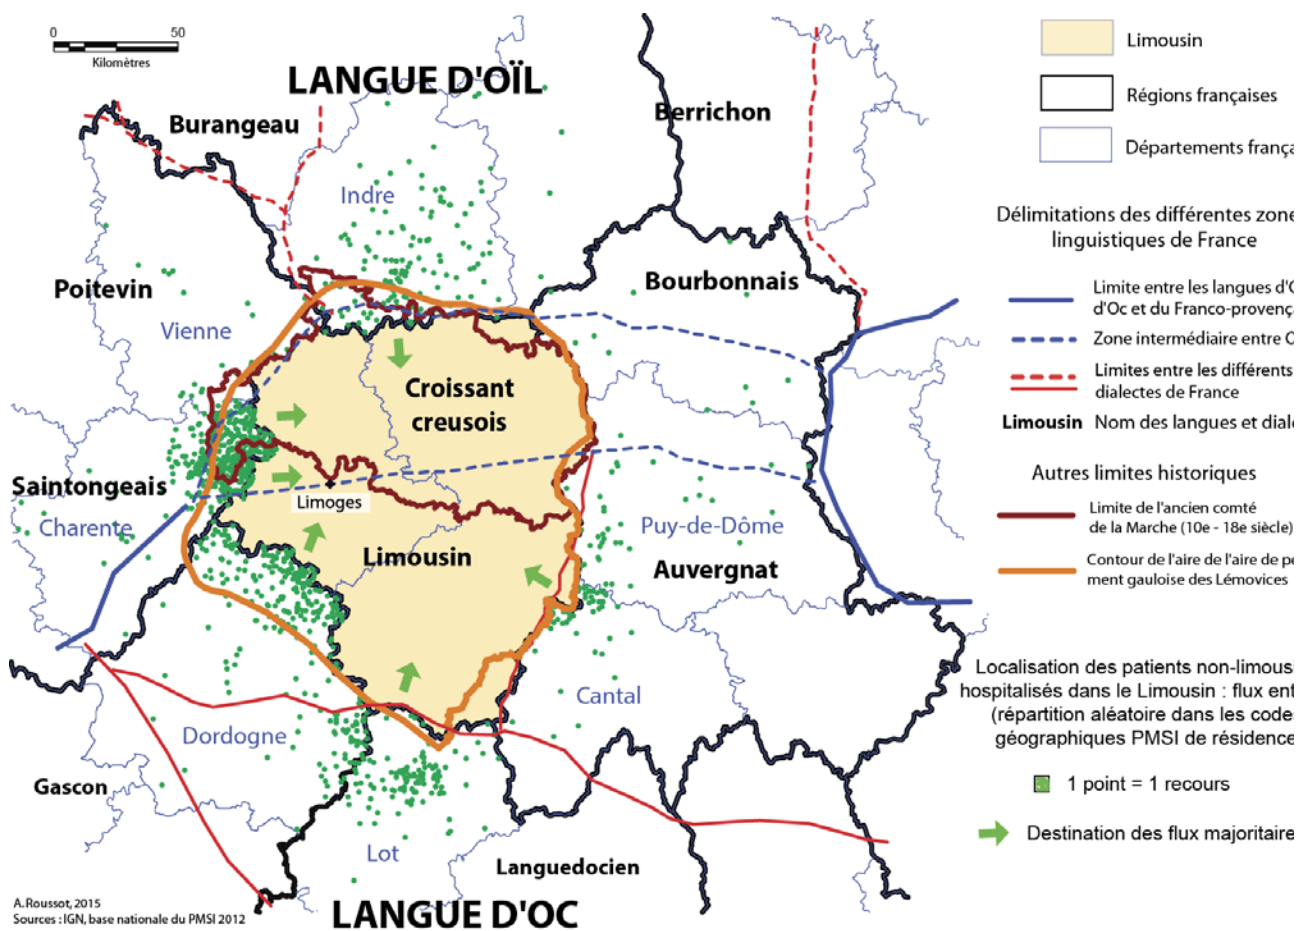 0 50
Kilomètres
LANGUE D'OÏL
Burangeau
Berrichon
Indre
Poitevin
Bourbonnais
Vienne
Croissant
creusois
Saintongeais
Limoges
Charente
Puy-de-Dôme
Limousin
Auvergnat
Cantal
Dordogne
Gascon
Lot
Languedocien
LANGUE D'OC
A.Roussot, 2015
Sources : IGN, base nationale du PMSI 2012
Limousin
Régions françaises
Départements frança
Délimitations des différentes zone
linguistiques de France
Limite entre les langues d'O
d'Oc et du Franco-provenç
Zone intermédiaire entre O
Limites entre les différents
dialectes de France
Limousin Nom des langues et diale
Autres limites historiques
Limite de l'ancien comté
de la Marche (10e - 18e siècle)
Contour de l'aire de l'aire de pe
ment gauloise des Lémovices
Localisation des patients non-limousi
hospitalisés dans le Limousin : flux ent
(répartition aléatoire dans les code
géographiques PMSI de résidence
1 point = 1 recours
Destination des flux majoritaire